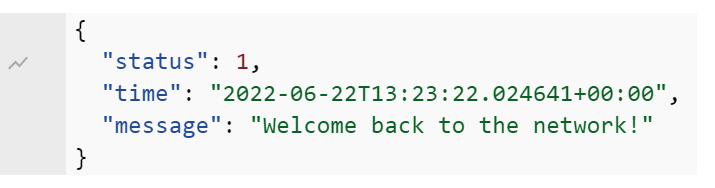 {
"status": 1,
"time": "2022-06-22T13:23:22.024641+00:00",
"message": "Welcome back to the network!"
}